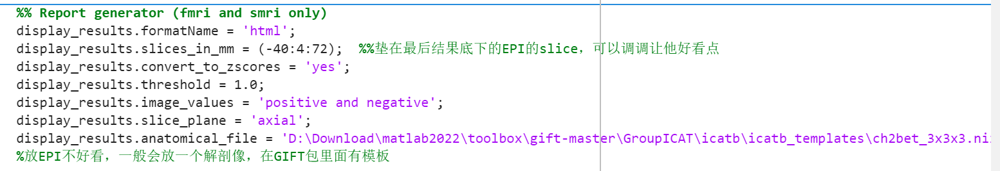 %% Report generator (fmri and smri only)
display_results.formatName = 'html';
display_results.slices_in_mm = (-40:4:72);  %%垫在最后结果底下的EPI的slice，可以调调让他好看点
display_results.convert_to_zscores = 'yes';
display_results.threshold = 1.0;
display_results.image_values = 'positive and negative';
display_results.slice_plane = 'axial';
display_results.anatomical_file = 'D:\Download\matlab2022\toolbox\gift-master\GroupICAT\icatb\icatb_templates\ch2bet_3x3x3.ni
%放EPI不好看，一般会放一个解剖像，在GIFT包里面有模板